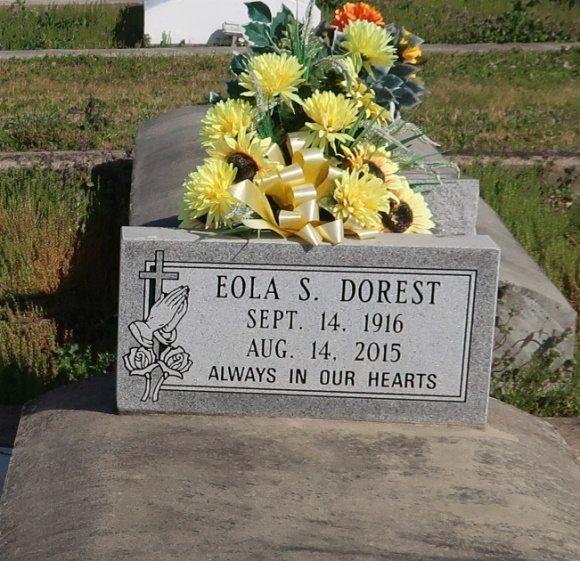 EOLA S. DOREST
SEPT. 14. 1916
AUG. 14. 2015
ALWAYS IN OUR HEARTS